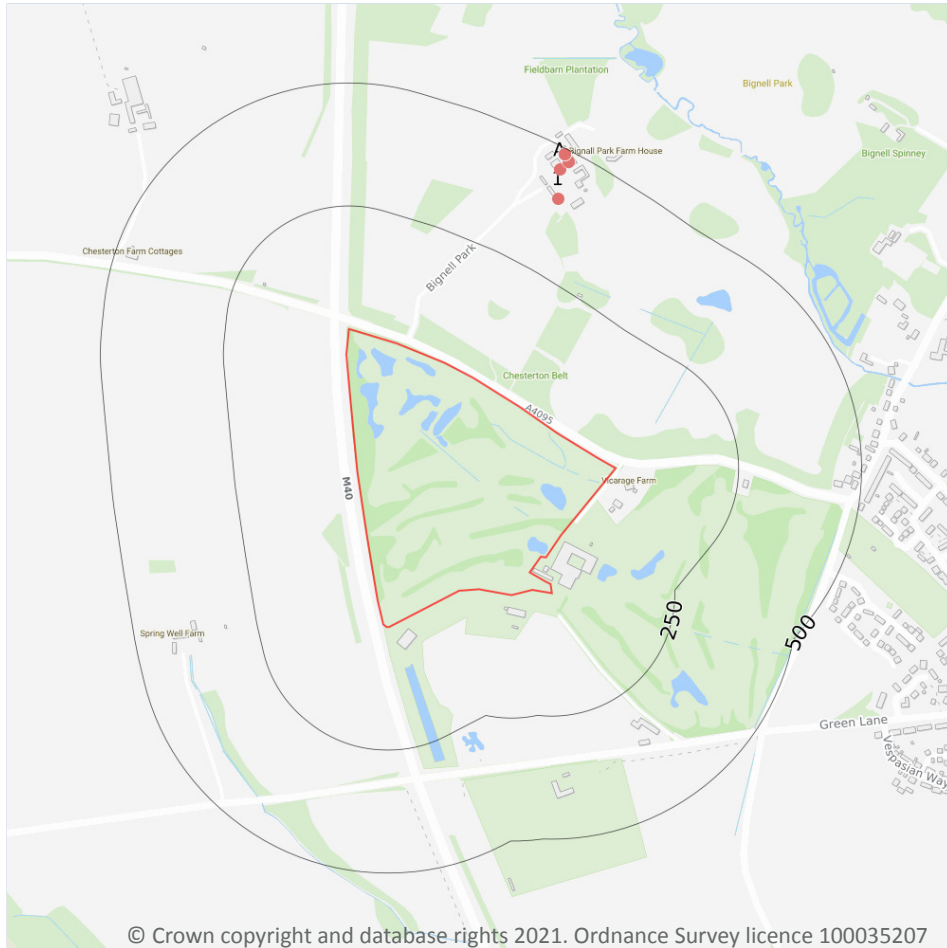 Fieldbarn Plantation
Bignell Park
A
Bignall Park Farm House
1
Bignell Spinney
Chesterton Farm Cottages
Bignell Park
Chesterton Belt
A4095
M40
Vicarage Farm
250
500
Spring Well Farm
Green Lane
Vespasian Way
© Crown copyright and database rights 2021. Ordnance Survey licence 100035207